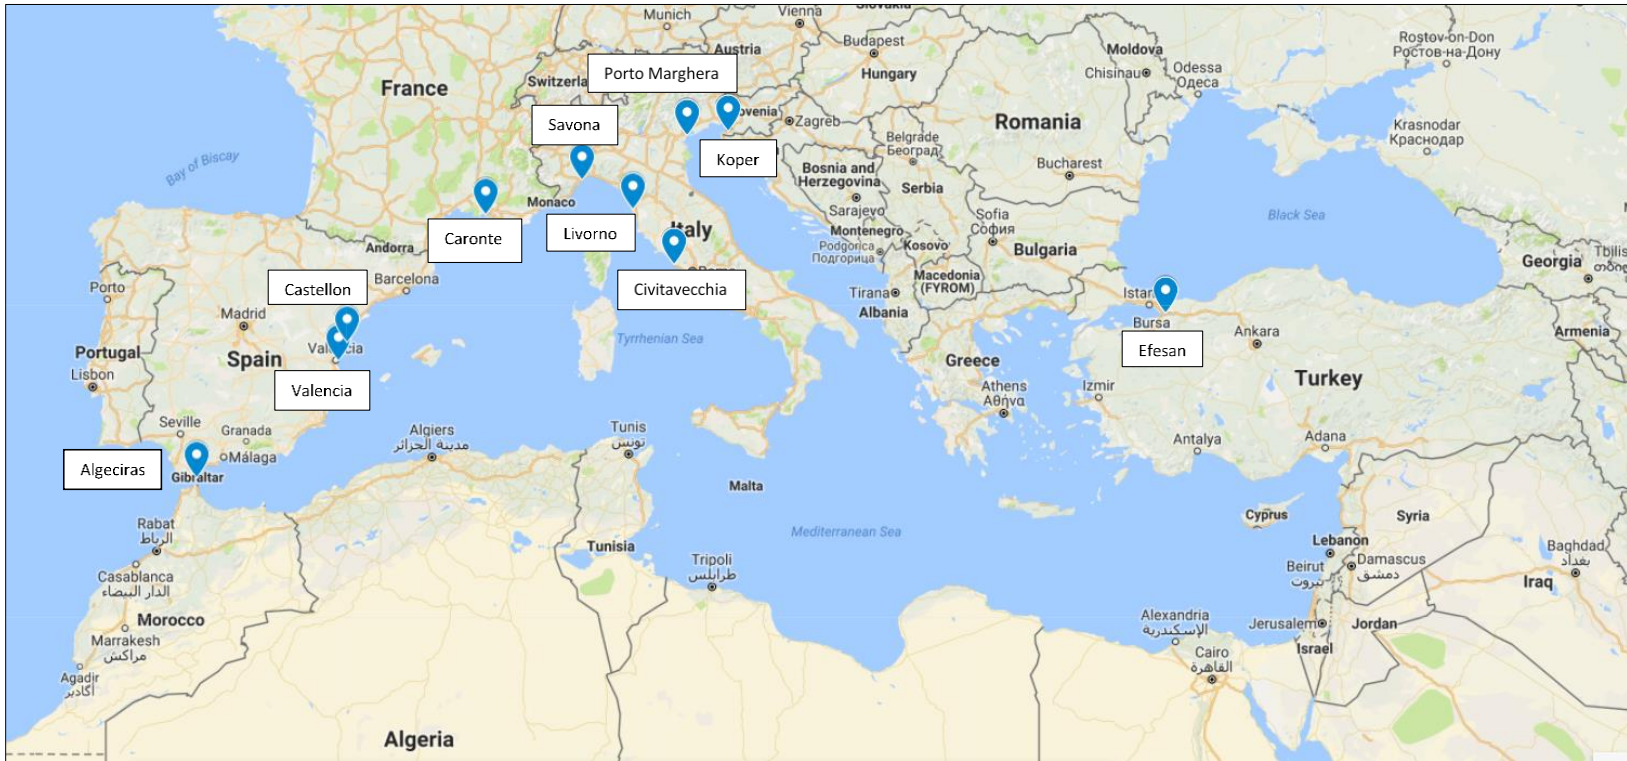 Munich
Vienna
Slovakia
Rostov-on-Don
Ростов-на-Дону
Budapest
Austria
Moldova
Switzerla
Porto Marghera
Hungary
Chisinau
Odessa
Одеса
France
Savona
venia
Zagreb
Romania
Krasnodar
Краснодар
Belgrade
Београд
Koper
Bay of Biscay
Bosnia and
Herzegovina
Bucharest
Serbia
Monaco
Sarajevo
Black Sea
Caronte
Livorno
Italy
Montenegro
Sofia
София
Podgorica
Подгорица
Kosovo
Bulgaria
Andorra
Georgia
Tbilis
Barcelona
Civitavecchia
Macedonia
(FYROM)
Castellon
Porto
Tirana
Istan
Albania
Madrid
Bursa
Ankara
Armenia
Tyrrhenian Sea
Valencia
Efesan
Portugal
Spain
Greece
Lisbon
Valencia
Turkey
Athens
Αθήνα
Izmir
Seville
Granada
Algiers
مدينة الجزائر
Tunis
تونس
Málaga
Antalya
Adana
Algeciras
Gibraltar
Malta
Cyprus
Syria
Rabat
الرباط
Mediterranean Sea
Tunisia
Lebanon
Baghdad
بغداد
Tripoli
طرابلس
Beirut
بيروت
Damascus
دمشق
Casablanca
الدار البيضاء
Iraq
Morocco
Alexandria
الإسكندرية
Jerusalem
Jordan
Marrakesh
مراكش
Israel
Cairo
القاهرة
Agadir
أكادير
Algeria